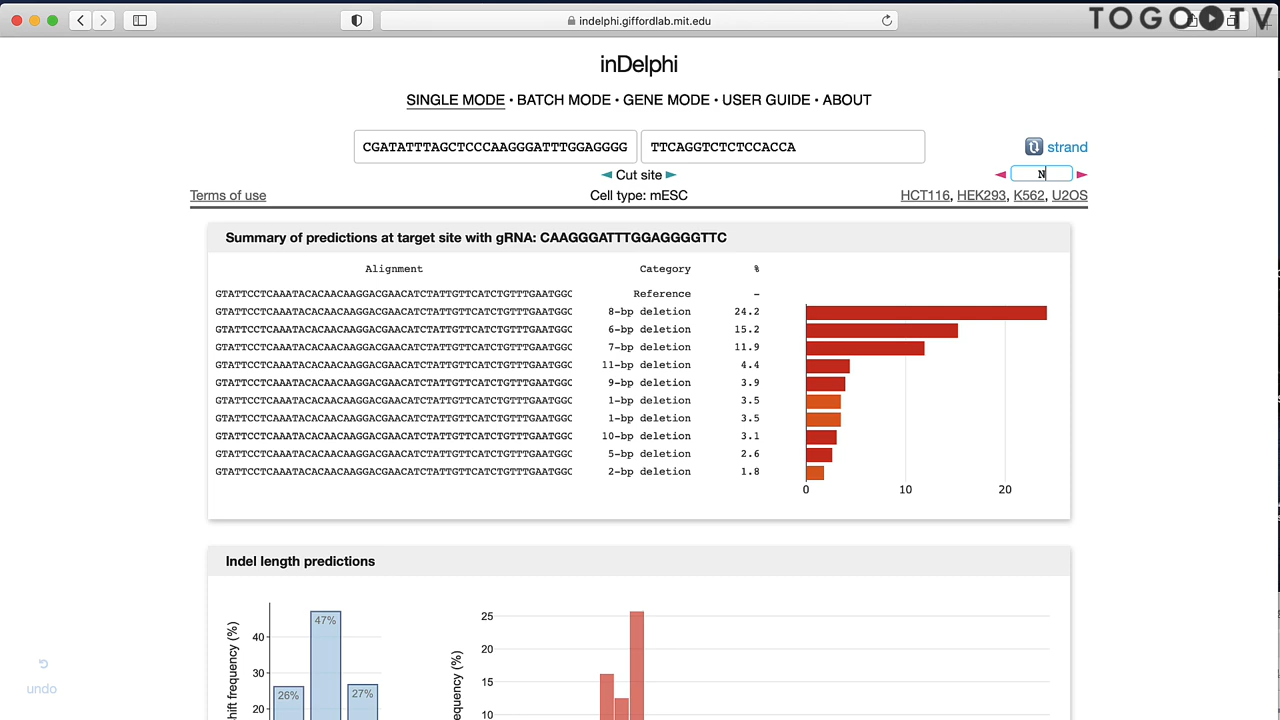 indelphi.giffordlab.mit.edu
TOGO TV
inDelphi
SINGLE MODE • BATCH MODE • GENE MODE • USER GUIDE • ABOUT
CGATATTTAGCTCCCAAGGGATTTGGAGGGG TTCAGGTCTCTCCACCA strand
Cut site N
Terms of use Cell type: mESC HCT116, HEK293, K562, U2OS
Summary of predictions at target site with gRNA: CAAGGGATTTGGAGGGGTTC
Alignment Category %
GTATTCCTCAAATACACAACAAGGACGAACATCTATTGTTCATCTGTTTGAATGGC Reference -
GTATTCCTCAAATACACAACAAGGACGAACATCTATTGTTCATCTGTTTGAATGGC 8-bp deletion 24.2
GTATTCCTCAAATACACAACAAGGACGAACATCTATTGTTCATCTGTTTGAATGGC 6-bp deletion 15.2
GTATTCCTCAAATACACAACAAGGACGAACATCTATTGTTCATCTGTTTGAATGGC 7-bp deletion 11.9
GTATTCCTCAAATACACAACAAGGACGAACATCTATTGTTCATCTGTTTGAATGGC 11-bp deletion 4.4
GTATTCCTCAAATACACAACAAGGACGAACATCTATTGTTCATCTGTTTGAATGGC 9-bp deletion 3.9
GTATTCCTCAAATACACAACAAGGACGAACATCTATTGTTCATCTGTTTGAATGGC 1-bp deletion 3.5
GTATTCCTCAAATACACAACAAGGACGAACATCTATTGTTCATCTGTTTGAATGGC 1-bp deletion 3.5
GTATTCCTCAAATACACAACAAGGACGAACATCTATTGTTCATCTGTTTGAATGGC 10-bp deletion 3.1
GTATTCCTCAAATACACAACAAGGACGAACATCTATTGTTCATCTGTTTGAATGGC 5-bp deletion 2.6
GTATTCCTCAAATACACAACAAGGACGAACATCTATTGTTCATCTGTTTGAATGGC 2-bp deletion 1.8
0 10 20
Indel length predictions
40
30
20
47%
26%
27%
25
20
15
10
undo